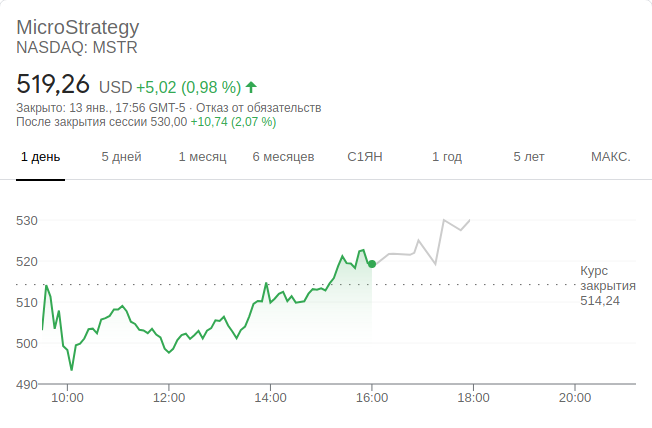 MicroStrategy
NASDAQ: MSTR
519,26 USD +5,02 (0,98 %)
Закрыто: 13 янв., 17:56 GMT-5 · Отказ от обязательств
После закрытия сессии 530,00 +10,74 (2,07 %)
1 день 5 дней 1 месяц 6 месяцев С1ЯН 1 год 5 лет МАКС.
530
520
Курс
закрытия
514,24
510
500
490
10:00 12:00 14:00 16:00 18:00 20:00